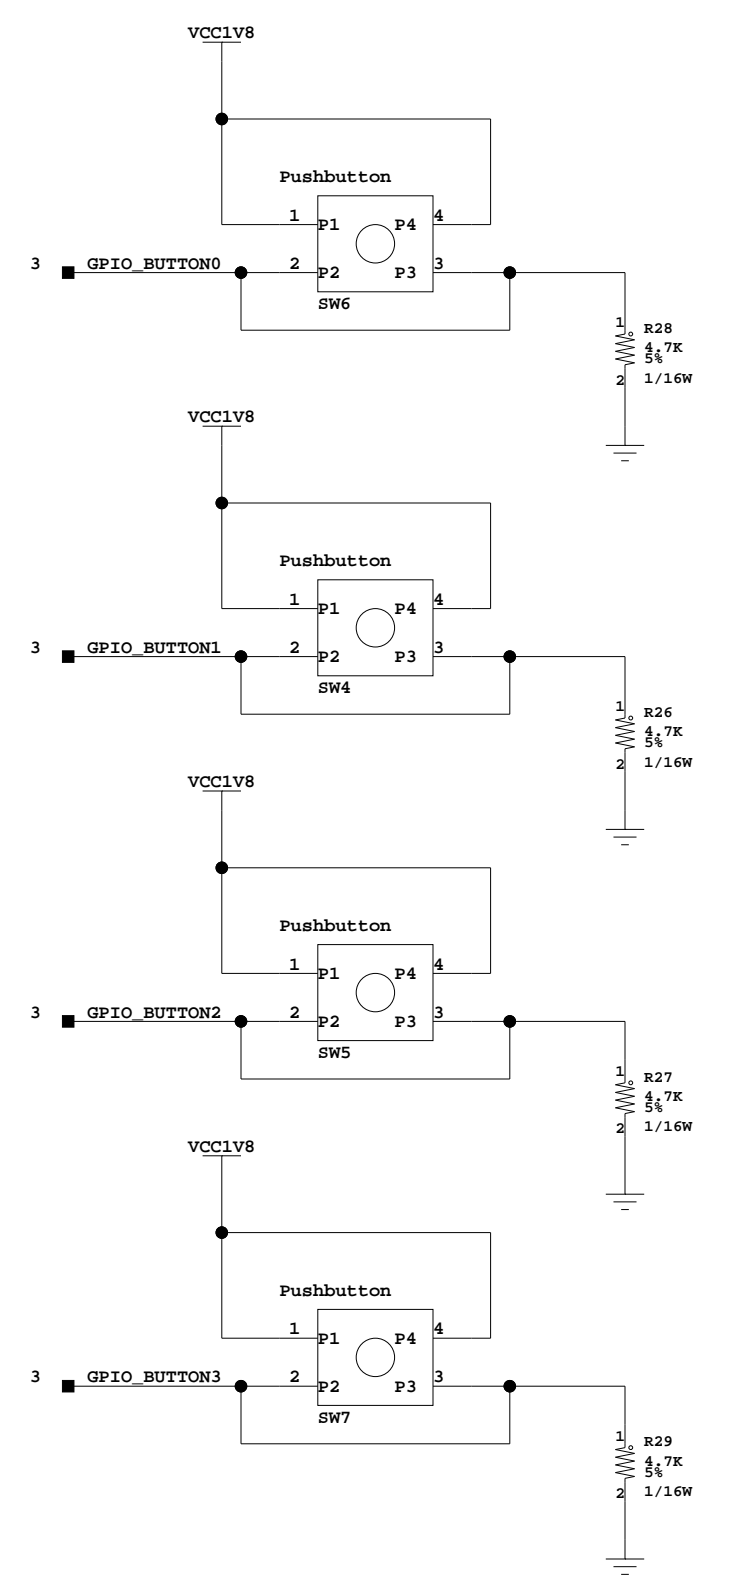 VCC1V8
Pushbutton
1 P1 P4 4
3 GPIO_BUTTON0 2 P2 P3 3
SW6
1 R28
4.7K
5%
2 1/16W
VCC1V8
Pushbutton
1 P1 P4 4
3 GPIO_BUTTON1 2 P2 P3 3
SW4
1 R26
4.7K
5%
2 1/16W
VCC1V8
Pushbutton
1 P1 P4 4
3 GPIO_BUTTON2 2 P2 P3 3
SW5
1 R27
4.7K
5%
2 1/16W
VCC1V8
Pushbutton
1 P1 P4 4
3 GPIO_BUTTON3 2 P2 P3 3
SW7
1 R29
4.7K
5%
2 1/16W